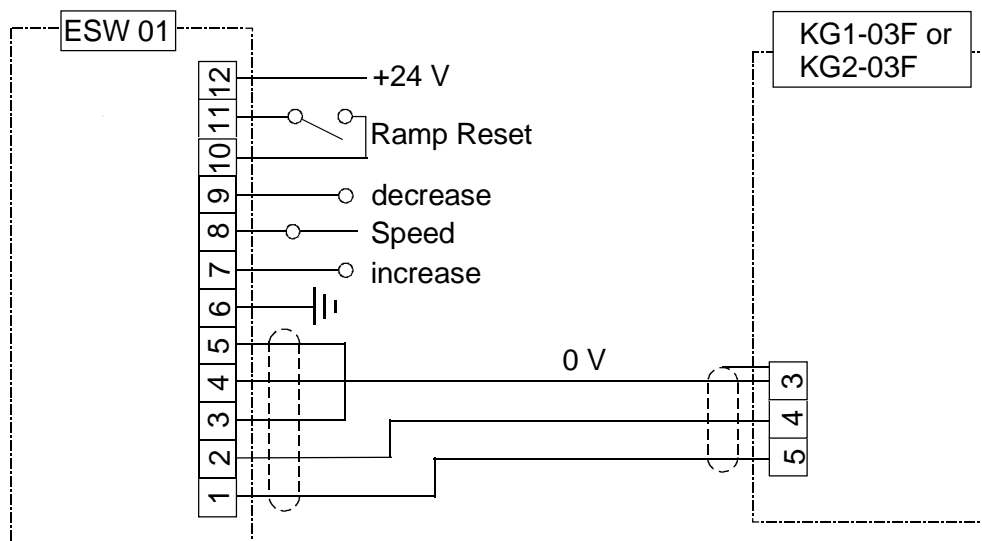 ESW 01
KG1-03F or
KG2-03F
12
+24 V
11
Ramp Reset
10
9
decrease
8
Speed
7
increase
6
5
0 V
4
3
3
4
2
5
1